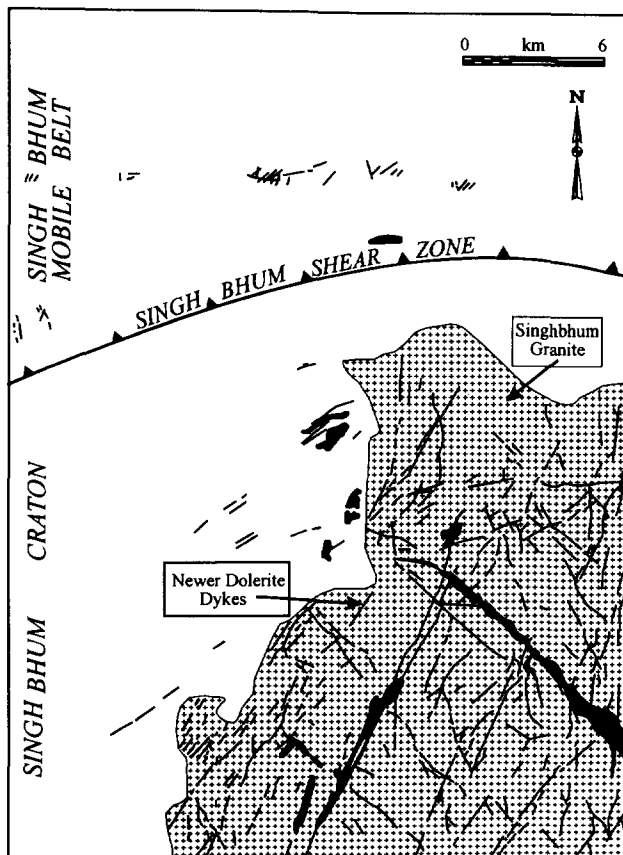 0 km 6
N
SINGH BHUM
MOBILE BELT
SINGH BHUM SHEAR ZONE
Singhbhum
Granite
SINGH BHUM CRATON
Newer Dolerite
Dykes